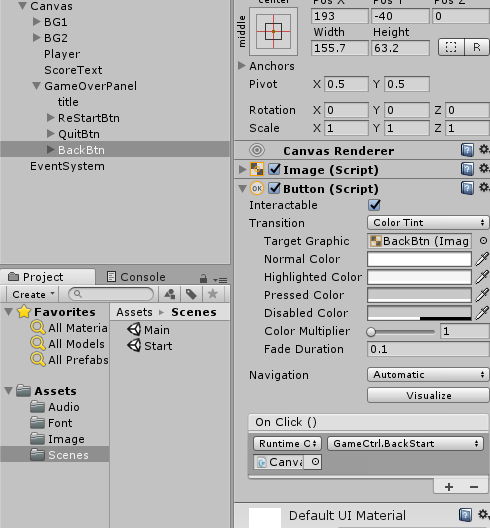 Canvas
BG1
BG2
Player
ScoreText
GameOverPanel
title
ReStartBtn
QuitBtn
BackBtn
EventSystem
Project
Console
Create
Favorites
All Materia
All Models
All Prefabs
Assets
Audio
Font
Image
Scenes
Assets Scenes
Main
Start
center
middle
Pos X Pos Y Pos Z
193 -40 0
Width Height
155.7 63.2
R
Anchors
Pivot X 0.5 Y 0.5
Rotation X 0 Y 0 Z 0
Scale X 1 Y 1 Z 1
Canvas Renderer
Image (Script)
OK Button (Script)
Interactable
Transition Color Tint
Target Graphic BackBtn (Imag
Normal Color
Highlighted Color
Pressed Color
Disabled Color
Color Multiplier 1
Fade Duration 0.1
Navigation Automatic
Visualize
On Click ()
Runtime C GameCtrl.BackStart
Canva
+ −
Default UI Material